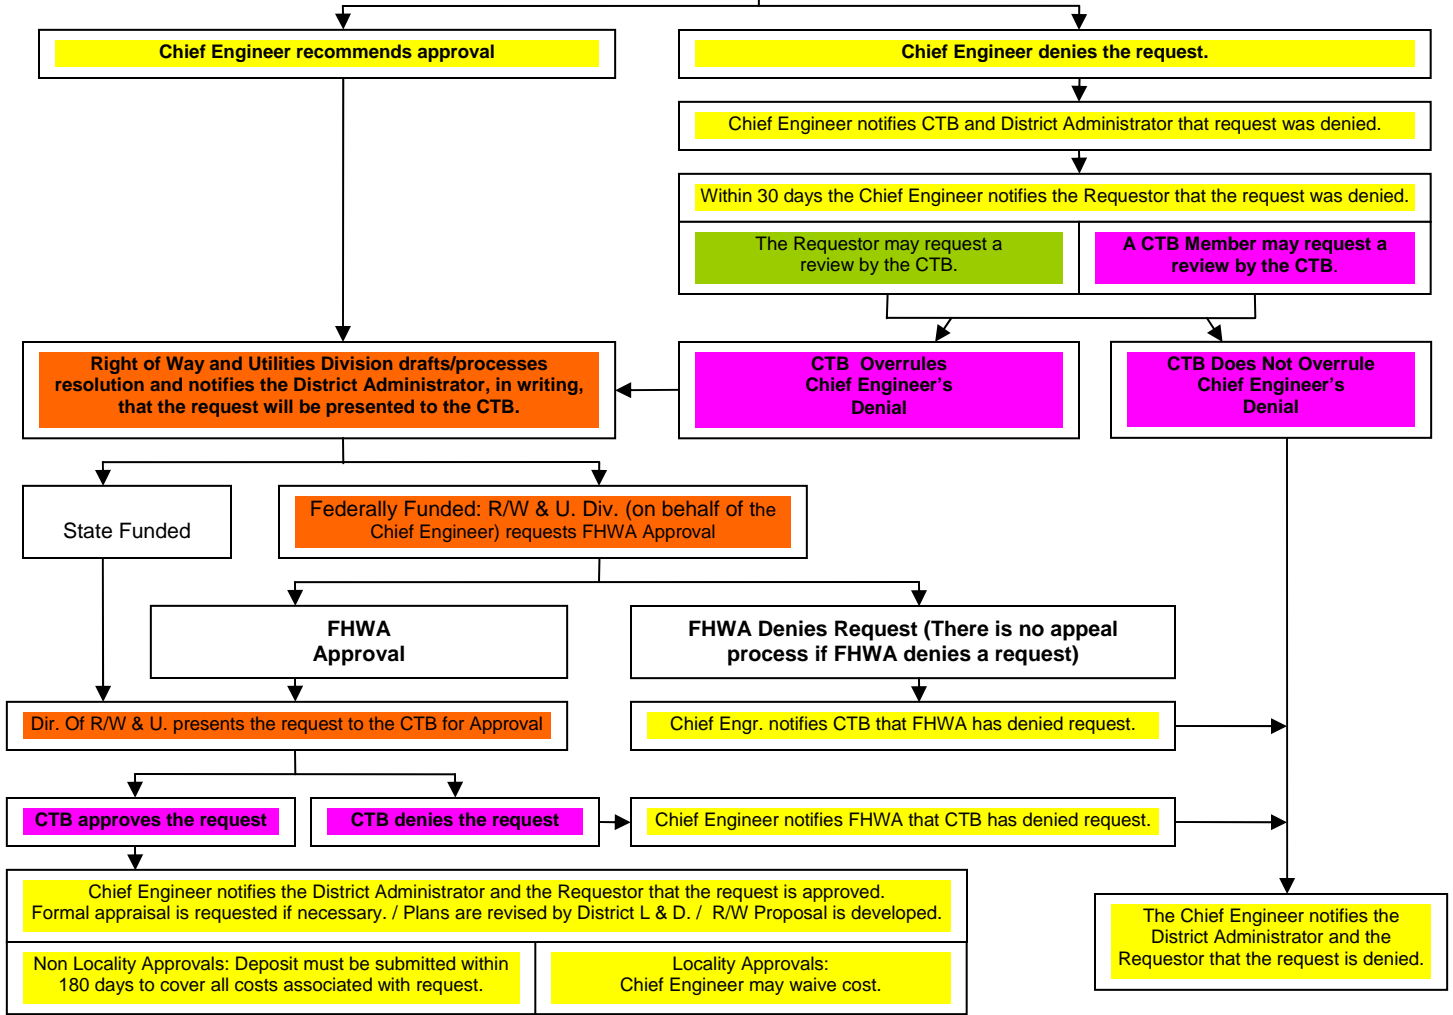 Chief Engineer recommends approval
Chief Engineer denies the request.
Chief Engineer notifies CTB and District Administrator that request was denied.
Within 30 days the Chief Engineer notifies the Requestor that the request was denied.
The Requestor may request a
review by the CTB.
A CTB Member may request a
review by the CTB.
Right of Way and Utilities Division drafts/processes
resolution and notifies the District Administrator, in writing,
that the request will be presented to the CTB.
CTB Overrules
Chief Engineer's
Denial
CTB Does Not Overrule
Chief Engineer's
Denial
State Funded
Federally Funded: R/W & U. Div. (on behalf of the
Chief Engineer) requests FHWA Approval
FHWA
Approval
FHWA Denies Request (There is no appeal
process if FHWA denies a request)
Dir. Of R/W & U. presents the request to the CTB for Approval
Chief Engr. notifies CTB that FHWA has denied request.
CTB approves the request
CTB denies the request
Chief Engineer notifies FHWA that CTB has denied request.
Chief Engineer notifies the District Administrator and the Requestor that the request is approved.
Formal appraisal is requested if necessary. / Plans are revised by District L & D. / R/W Proposal is developed.
Non Locality Approvals: Deposit must be submitted within
180 days to cover all costs associated with request.
Locality Approvals:
Chief Engineer may waive cost.
The Chief Engineer notifies the
District Administrator and the
Requestor that the request is denied.